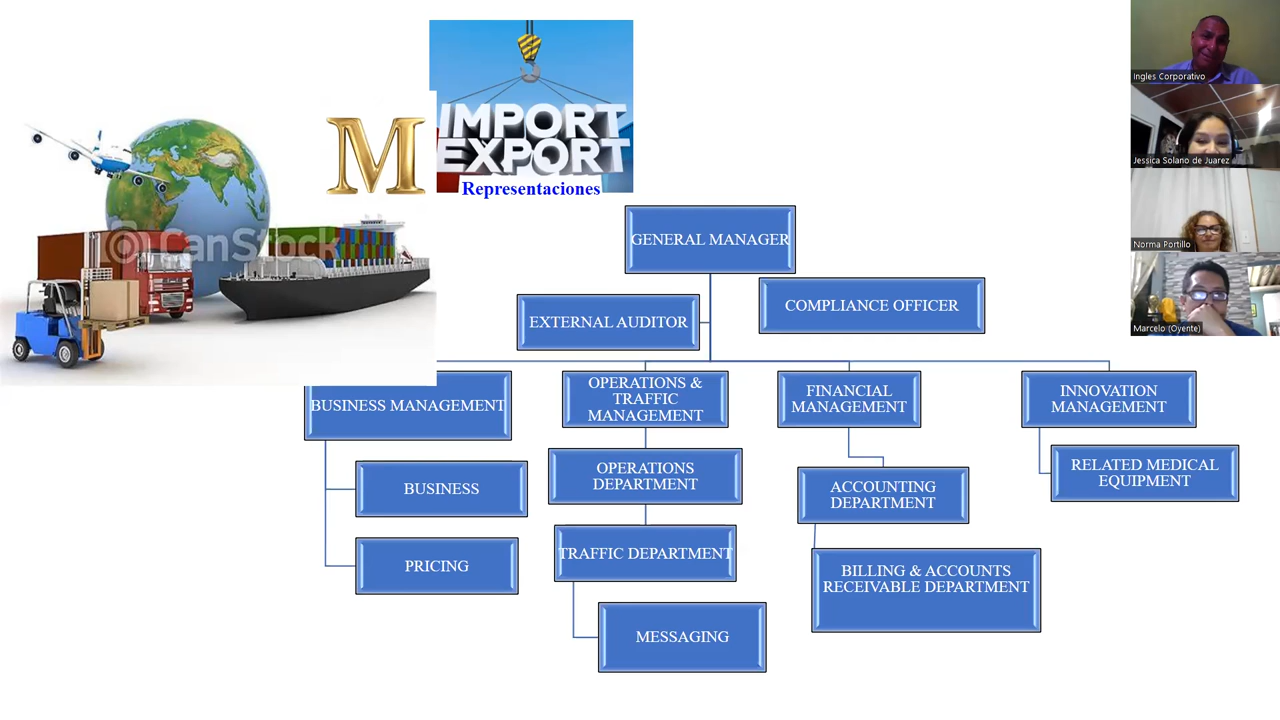 M
IMPORT
EXPORT
Representaciones
CanStock
GENERAL MANAGER
EXTERNAL AUDITOR
COMPLIANCE OFFICER
BUSINESS MANAGEMENT
BUSINESS
PRICING
OPERATIONS &
TRAFFIC
MANAGEMENT
OPERATIONS
DEPARTMENT
TRAFFIC DEPARTMENT
MESSAGING
FINANCIAL
MANAGEMENT
ACCOUNTING
DEPARTMENT
BILLING & ACCOUNTS
RECEIVABLE DEPARTMENT
INNOVATION
MANAGEMENT
RELATED MEDICAL
EQUIPMENT
Ingles Corporativo
Jessica Solano de Juarez
Norma Portillo
Marcelo (Oyente)